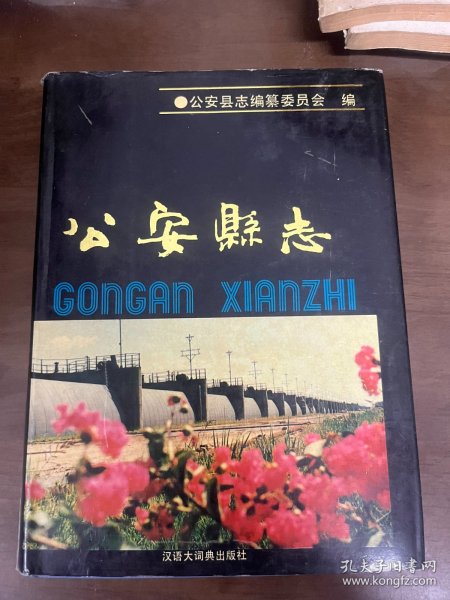 ●公安县志编纂委员会 编
公安縣志
GONGAN XIANZHI
汉语大词典出版社
孔夫子旧书网
www.kongfz.com